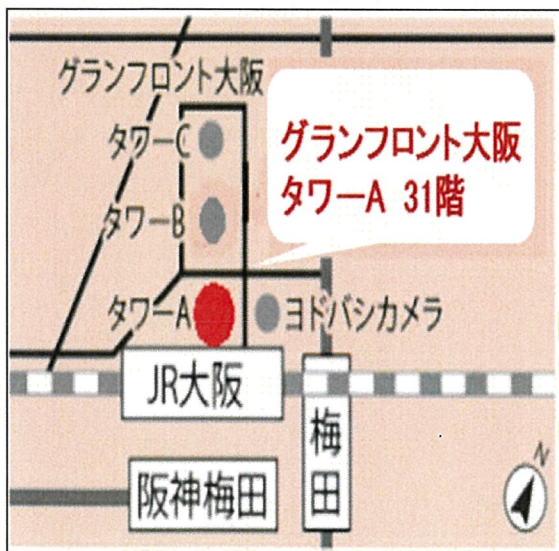 グランフロント大阪
タワーC
タワーB
タワーA
グランフロント大阪
タワーA 31階
ヨドバシカメラ
JR大阪
梅田
阪神梅田
N